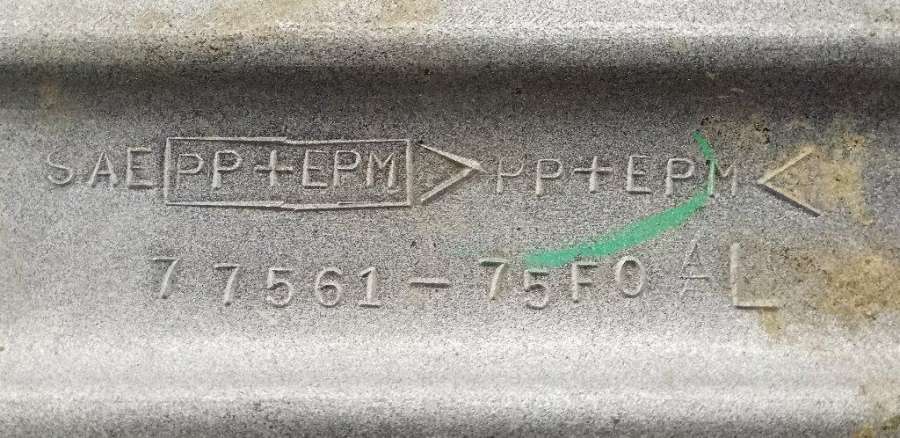 SAE PP+EPM >PP+EPM<
77561-75F0 AL